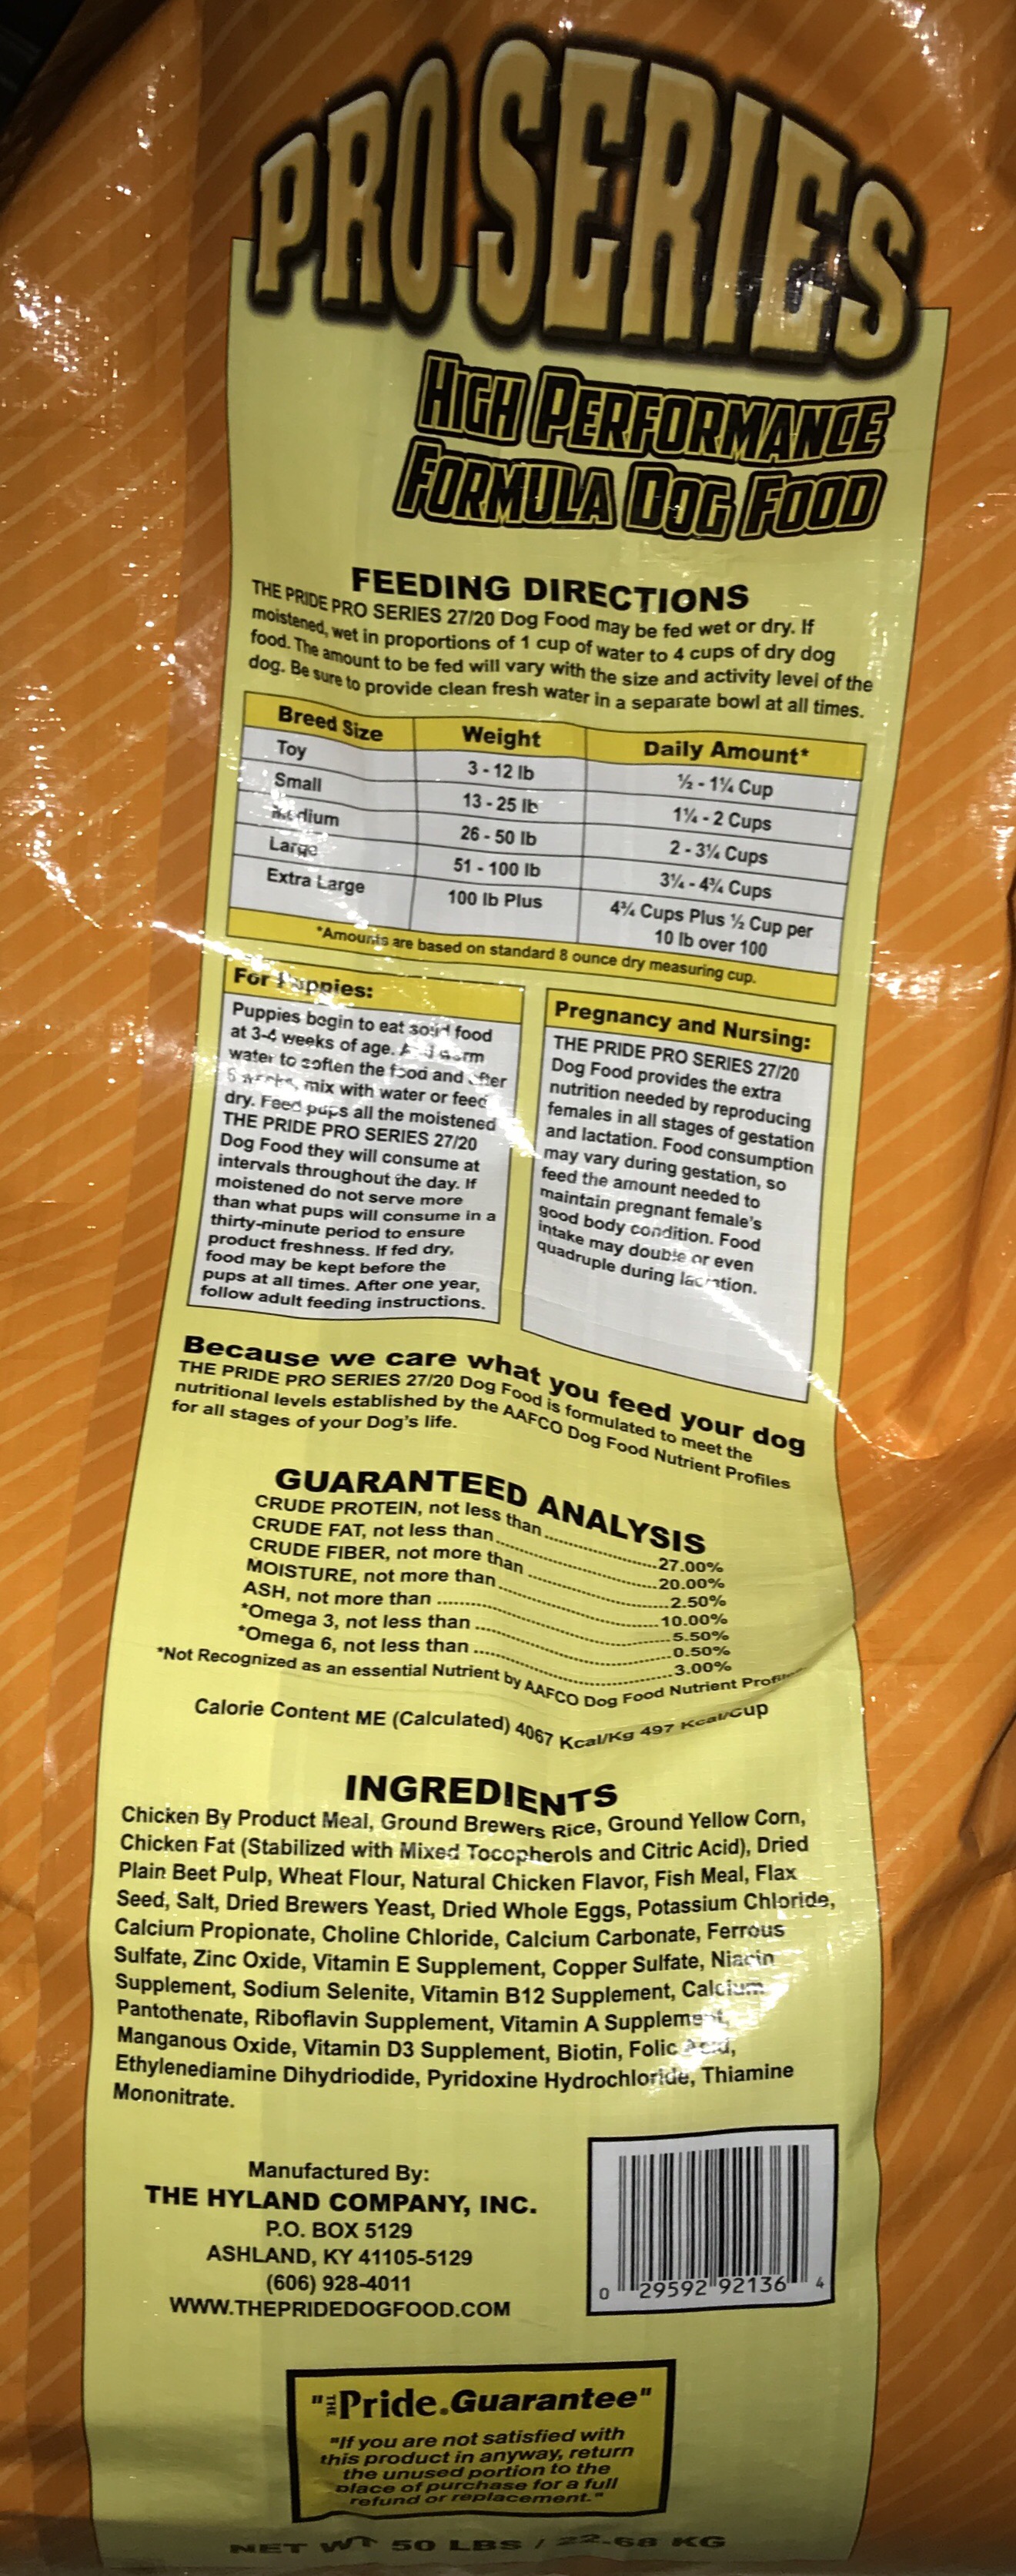 PRO SERIES
HIGH PERFORMANCE
FORMULA DOG FOOD
FEEDING DIRECTIONS
THE PRIDE PRO SERIES 27/20 Dog Food may be fed wet or dry. If
moistened, wet in proportions of 1 cup of water to 4 cups of dry dog
food. The amount to be fed will vary with the size and activity level of the
dog. Be sure to provide clean fresh water in a separate bowl at all times.
Breed Size Weight Daily Amount*
Toy 3 - 12 lb ½ - 1¼ Cup
Small 13 - 25 lb 1¼ - 2 Cups
Medium 26 - 50 lb 2 - 3¼ Cups
Large 51 - 100 lb 3¼ - 4¾ Cups
Extra Large 100 lb Plus 4¾ Cups Plus ½ Cup per
10 lb over 100
*Amounts are based on standard 8 ounce dry measuring cup.
For Puppies:
Puppies begin to eat solid food
at 3-4 weeks of age. Add warm
water to soften the food and after
6 weeks, mix with water or feed
dry. Feed pups all the moistened
THE PRIDE PRO SERIES 27/20
Dog Food they will consume at
intervals throughout the day. If
moistened do not serve more
than what pups will consume in a
thirty-minute period to ensure
product freshness. If fed dry,
food may be kept before the
pups at all times. After one year,
follow adult feeding instructions.
Pregnancy and Nursing:
THE PRIDE PRO SERIES 27/20
Dog Food provides the extra
nutrition needed by reproducing
females in all stages of gestation
and lactation. Food consumption
may vary during gestation, so
feed the amount needed to
maintain pregnant female's
good body condition. Food
intake may double or even
quadruple during lactation.
Because we care what you feed your dog
THE PRIDE PRO SERIES 27/20 Dog Food is formulated to meet the
nutritional levels established by the AAFCO Dog Food Nutrient Profiles
for all stages of your Dog's life.
GUARANTEED ANALYSIS
CRUDE PROTEIN, not less than 27.00%
CRUDE FAT, not less than 20.00%
CRUDE FIBER, not more than 2.50%
MOISTURE, not more than 10.00%
ASH, not more than 5.50%
*Omega 3, not less than 0.50%
*Omega 6, not less than 3.00%
*Not Recognized as an essential Nutrient by AAFCO Dog Food Nutrient Profiles
Calorie Content ME (Calculated) 4067 Kcal/Kg 497 Kcal/Cup
INGREDIENTS
Chicken By Product Meal, Ground Brewers Rice, Ground Yellow Corn,
Chicken Fat (Stabilized with Mixed Tocopherols and Citric Acid), Dried
Plain Beet Pulp, Wheat Flour, Natural Chicken Flavor, Fish Meal, Flax
Seed, Salt, Dried Brewers Yeast, Dried Whole Eggs, Potassium Chloride,
Calcium Propionate, Choline Chloride, Calcium Carbonate, Ferrous
Sulfate, Zinc Oxide, Vitamin E Supplement, Copper Sulfate, Niacin
Supplement, Sodium Selenite, Vitamin B12 Supplement, Calcium
Pantothenate, Riboflavin Supplement, Vitamin A Supplement,
Manganous Oxide, Vitamin D3 Supplement, Biotin, Folic Acid,
Ethylenediamine Dihydriodide, Pyridoxine Hydrochloride, Thiamine
Mononitrate.
Manufactured By:
THE HYLAND COMPANY, INC.
P.O. BOX 5129
ASHLAND, KY 41105-5129
(606) 928-4011
WWW.THEPRIDEDOGFOOD.COM
0 29592 92136 4
"THE Pride. Guarantee"
"If you are not satisfied with
this product in anyway, return
the unused portion to the
place of purchase for a full
refund or replacement."
NET WT 50 LBS / 22.68 KG